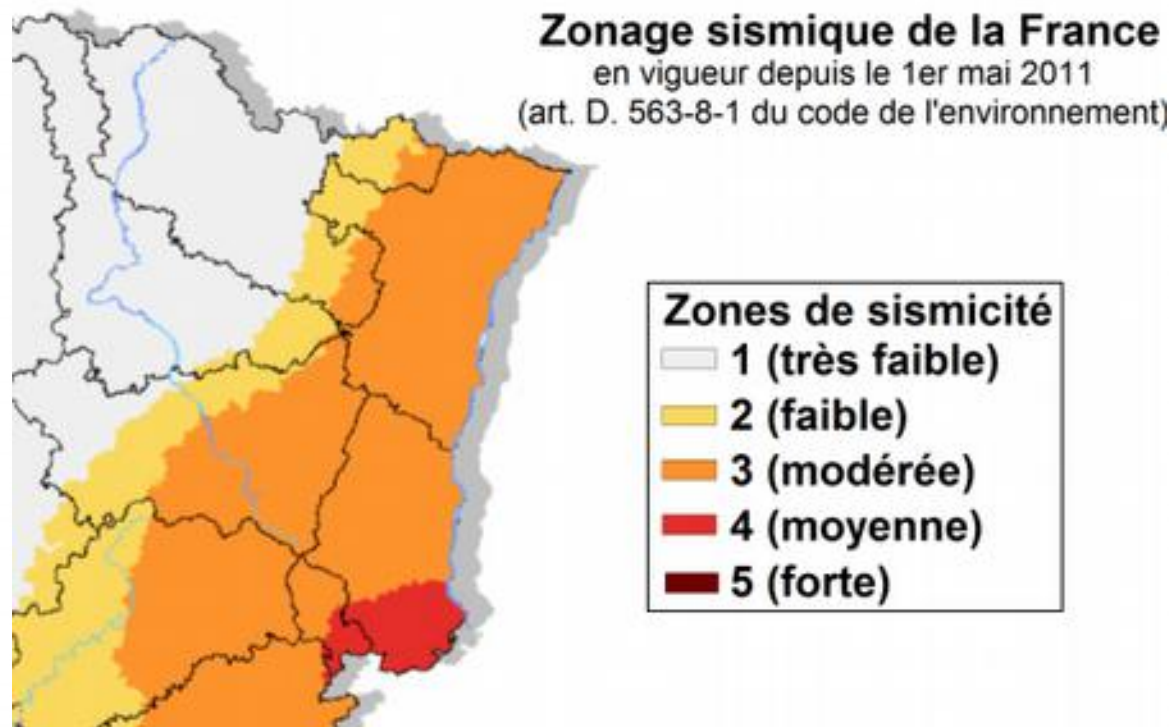 Zonage sismique de la France
en vigueur depuis le 1er mai 2011
(art. D. 563-8-1 du code de l'environnement)
Zones de sismicité
1 (très faible)
2 (faible)
3 (modérée)
4 (moyenne)
5 (forte)